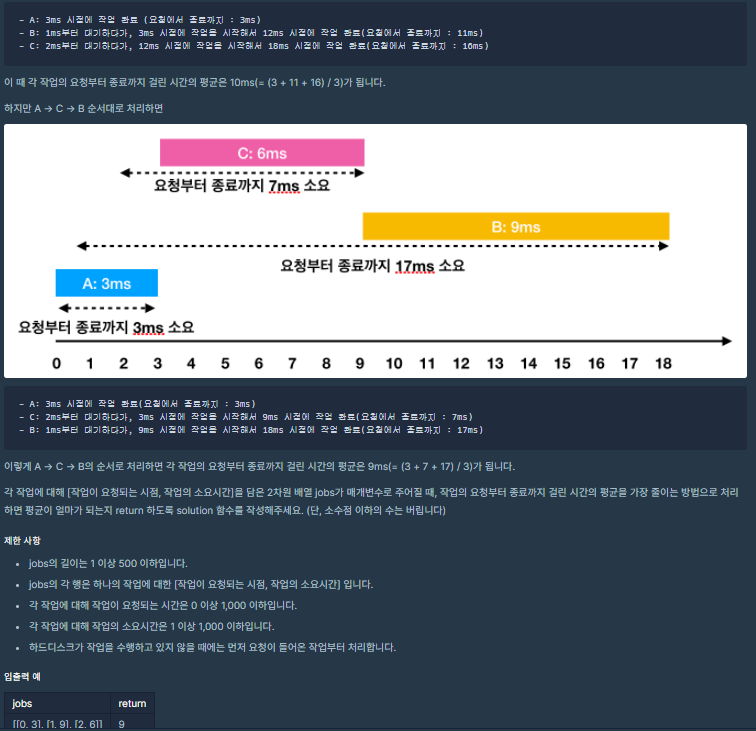 - A: 3ms 시점에 작업 완료 (요청에서 종료까지 : 3ms)
- B: 1ms부터 대기하다가, 3ms 시점에 작업을 시작해서 12ms 시점에 작업 완료(요청에서 종료까지 : 11ms)
- C: 2ms부터 대기하다가, 12ms 시점에 작업을 시작해서 18ms 시점에 작업 완료(요청에서 종료까지 : 16ms)
이 때 각 작업의 요청부터 종료까지 걸린 시간의 평균은 10ms(= (3 + 11 + 16) / 3)가 됩니다.
하지만 A → C → B 순서대로 처리하면
C: 6ms
요청부터 종료까지 7ms 소요
B: 9ms
요청부터 종료까지 17ms 소요
A: 3ms
요청부터 종료까지 3ms 소요
0 1 2 3 4 5 6 7 8 9 10 11 12 13 14 15 16 17 18
- A: 3ms 시점에 작업 완료(요청에서 종료까지 : 3ms)
- C: 2ms부터 대기하다가, 3ms 시점에 작업을 시작해서 9ms 시점에 작업 완료(요청에서 종료까지 : 7ms)
- B: 1ms부터 대기하다가, 9ms 시점에 작업을 시작해서 18ms 시점에 작업 완료(요청에서 종료까지 : 17ms)
이렇게 A → C → B의 순서로 처리하면 각 작업의 요청부터 종료까지 걸린 시간의 평균은 9ms(= (3 + 7 + 17) / 3)가 됩니다.
각 작업에 대해 [작업이 요청되는 시점, 작업의 소요시간]을 담은 2차원 배열 jobs가 매개변수로 주어질 때, 작업의 요청부터 종료까지 걸린 시간의 평균을 가장 줄이는 방법으로 처리
하면 평균이 얼마가 되는지 return 하도록 solution 함수를 작성해주세요. (단, 소수점 이하의 수는 버립니다)
제한 사항
• jobs의 길이는 1 이상 500 이하입니다.
• jobs의 각 행은 하나의 작업에 대한 [작업이 요청되는 시점, 작업의 소요시간] 입니다.
• 각 작업에 대해 작업이 요청되는 시간은 0 이상 1,000 이하입니다.
• 각 작업에 대해 작업의 소요시간은 1 이상 1,000 이하입니다.
• 하드디스크가 작업을 수행하고 있지 않을 때에는 먼저 요청이 들어온 작업부터 처리합니다.
입출력 예
jobs return
[[0, 3], [1, 9], [2, 6]] 9